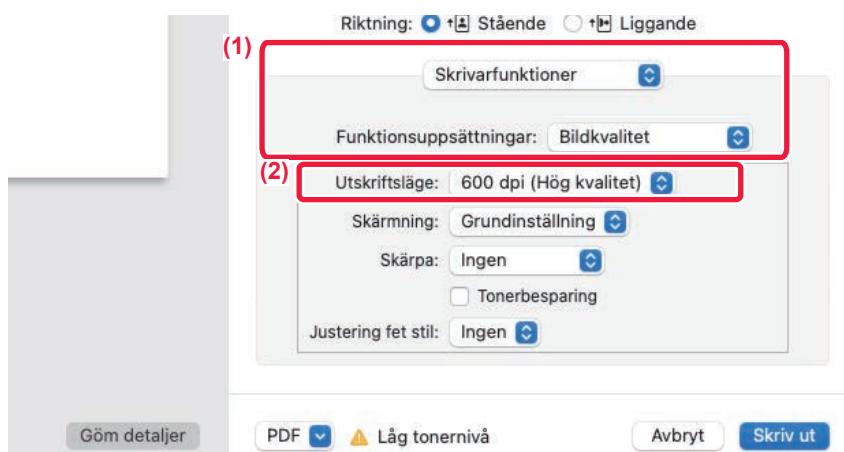 Riktning: Stående Liggande
(1)
Skrivarfunktioner
Funktionsuppsättningar: Bildkvalitet
(2)
Utskriftsläge: 600 dpi (Hög kvalitet)
Skärmning: Grundinställning
Skärpa: Ingen
Tonerbesparing
Justering fet stil: Ingen
Göm detaljer PDF Låg tonernivå Avbryt Skriv ut